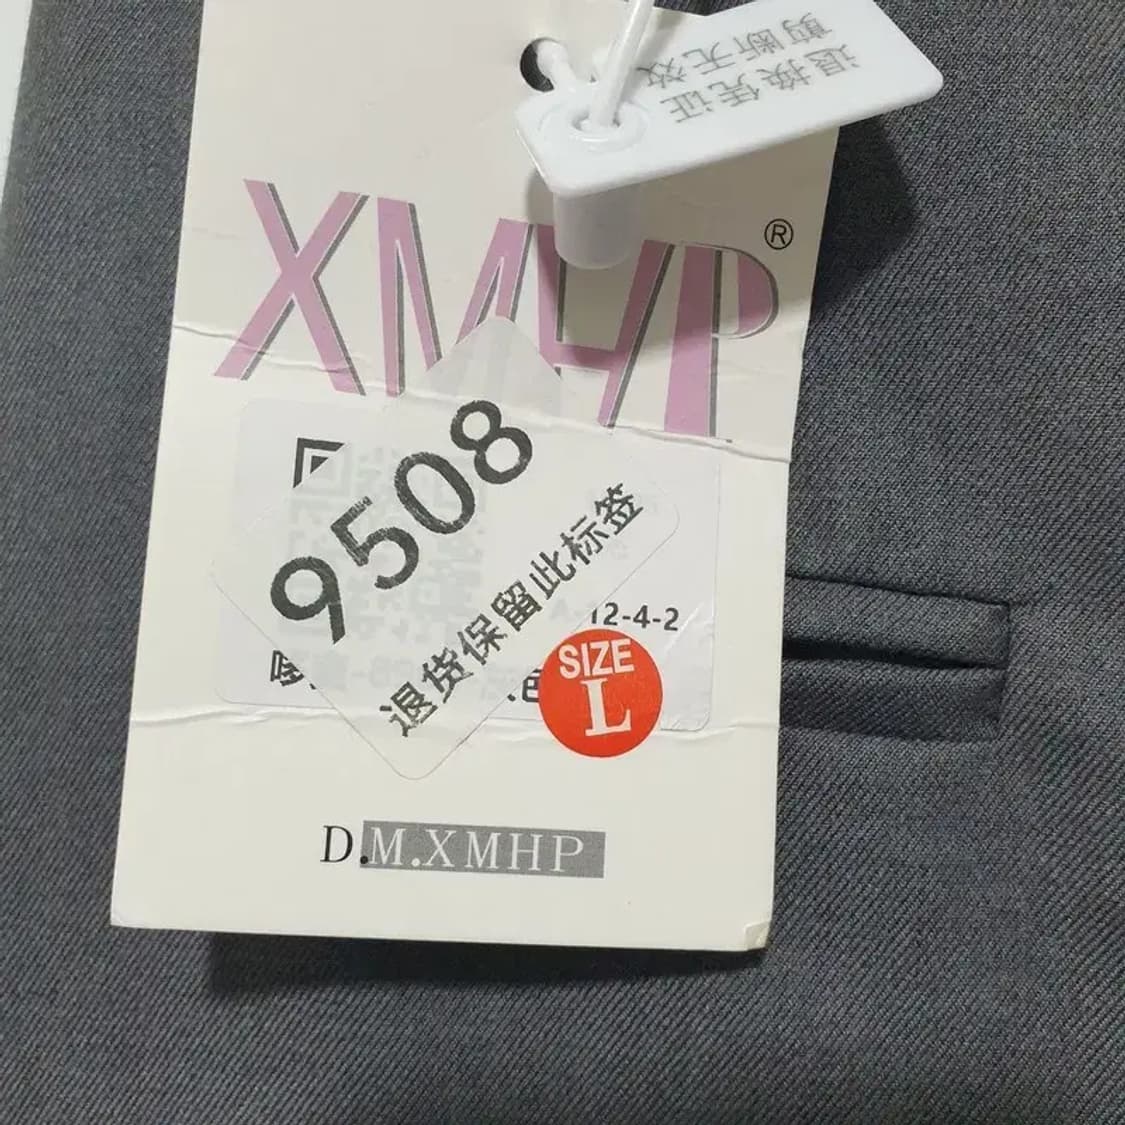 退换凭证
剪断无效
XMHP®
9508
退货保留此标签
12-4-2
色
SIZE
L
D.M.XMHP